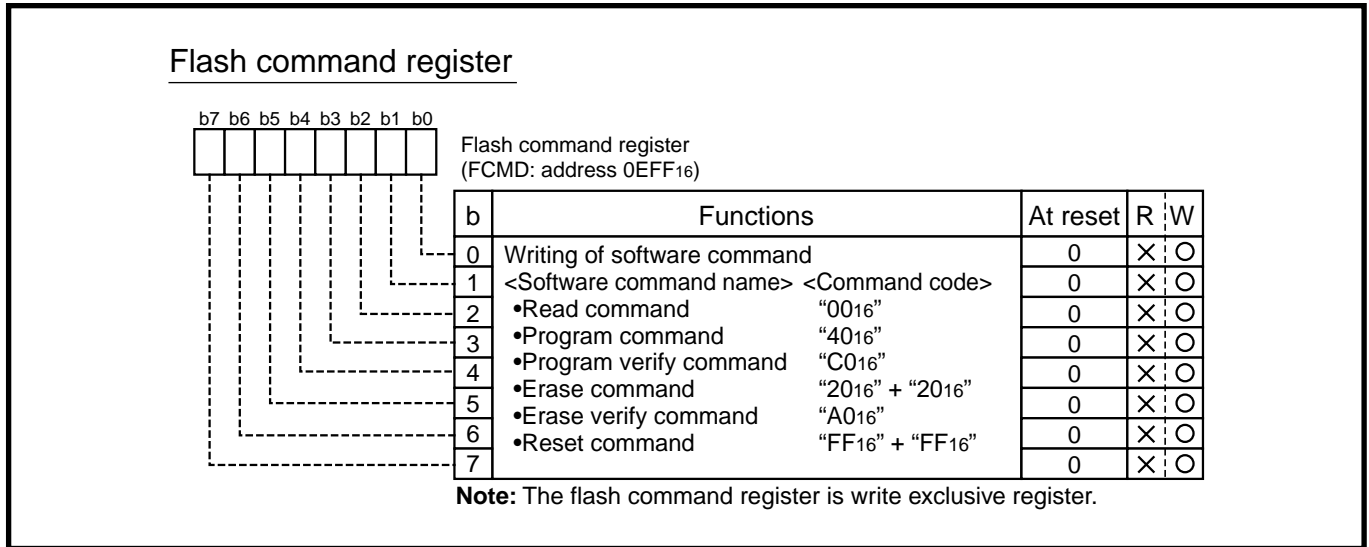 Flash command register
b7 b6 b5 b4 b3 b2 b1 b0
Flash command register
(FCMD: address 0EFF16)
b Functions At reset R W
0 Writing of software command 0 × ○
1 <Software command name> <Command code> 0 × ○
2 •Read command “0016” 0 × ○
3 •Program command “4016” 0 × ○
4 •Program verify command “C016” 0 × ○
5 •Erase command “2016” + “2016” 0 × ○
•Erase verify command “A016”
6 •Reset command “FF16” + “FF16” 0 × ○
7 0 × ○
Note: The flash command register is write exclusive register.